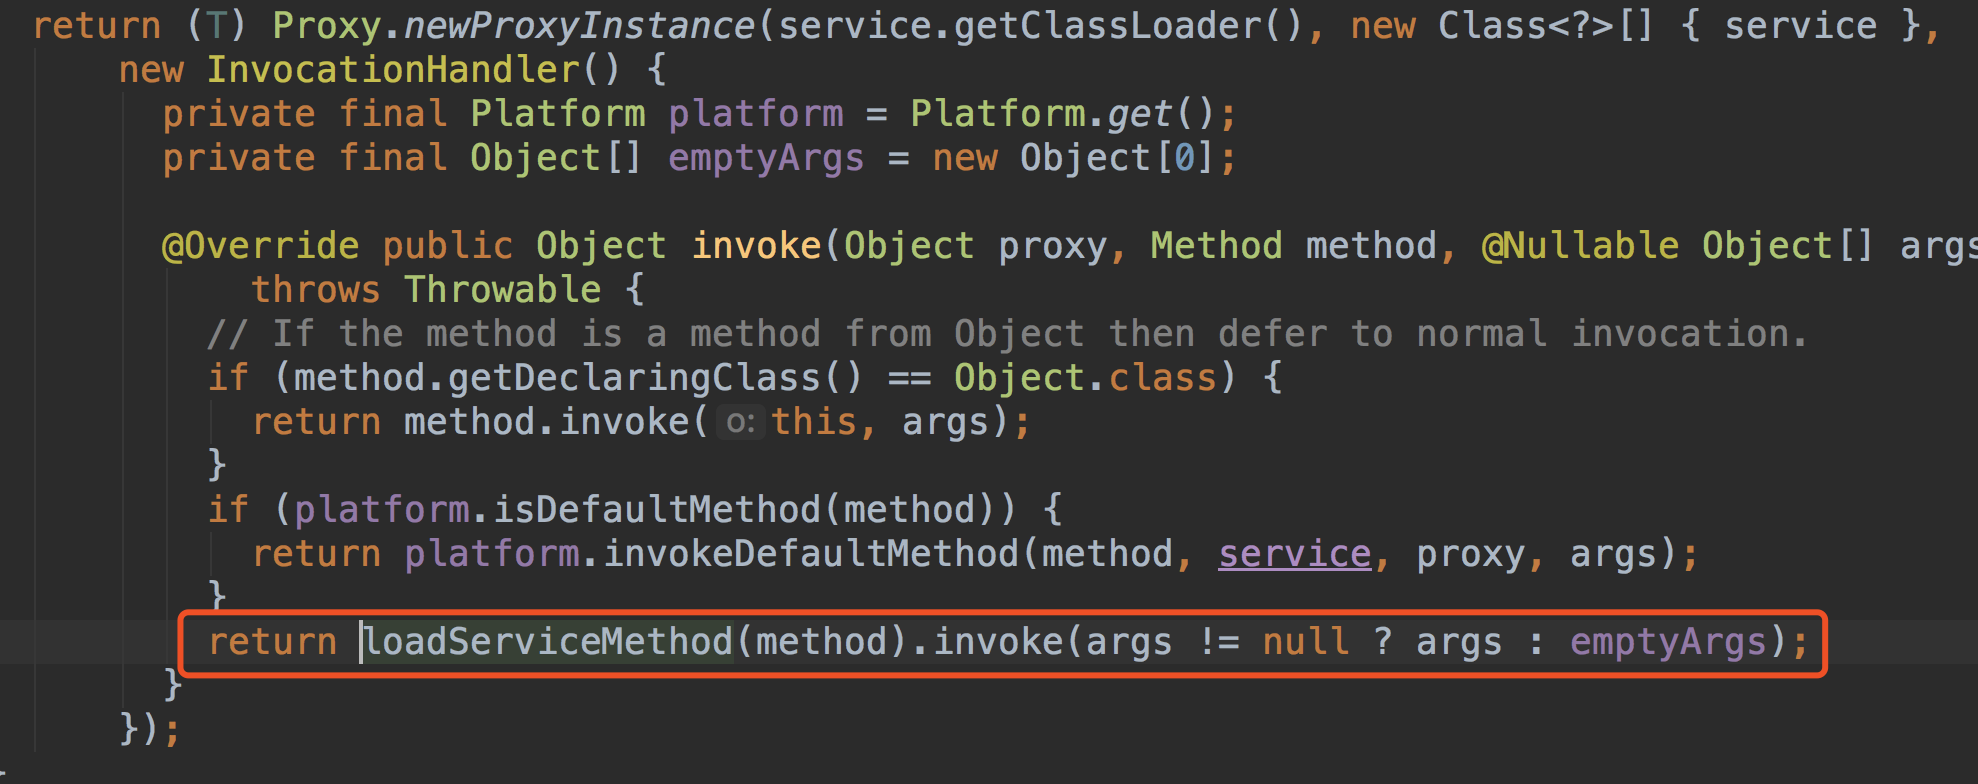 return (T) Proxy.newProxyInstance(service.getClassLoader(), new Class<?>[] { service },
new InvocationHandler() {
private final Platform platform = Platform.get();
private final Object[] emptyArgs = new Object[0];
@Override public Object invoke(Object proxy, Method method, @Nullable Object[] args
throws Throwable {
// If the method is a method from Object then defer to normal invocation.
if (method.getDeclaringClass() == Object.class) {
return method.invoke( o: this, args);
}
if (platform.isDefaultMethod(method)) {
return platform.invokeDefaultMethod(method, service, proxy, args);
}
return loadServiceMethod(method).invoke(args != null ? args : emptyArgs);
}
});
}